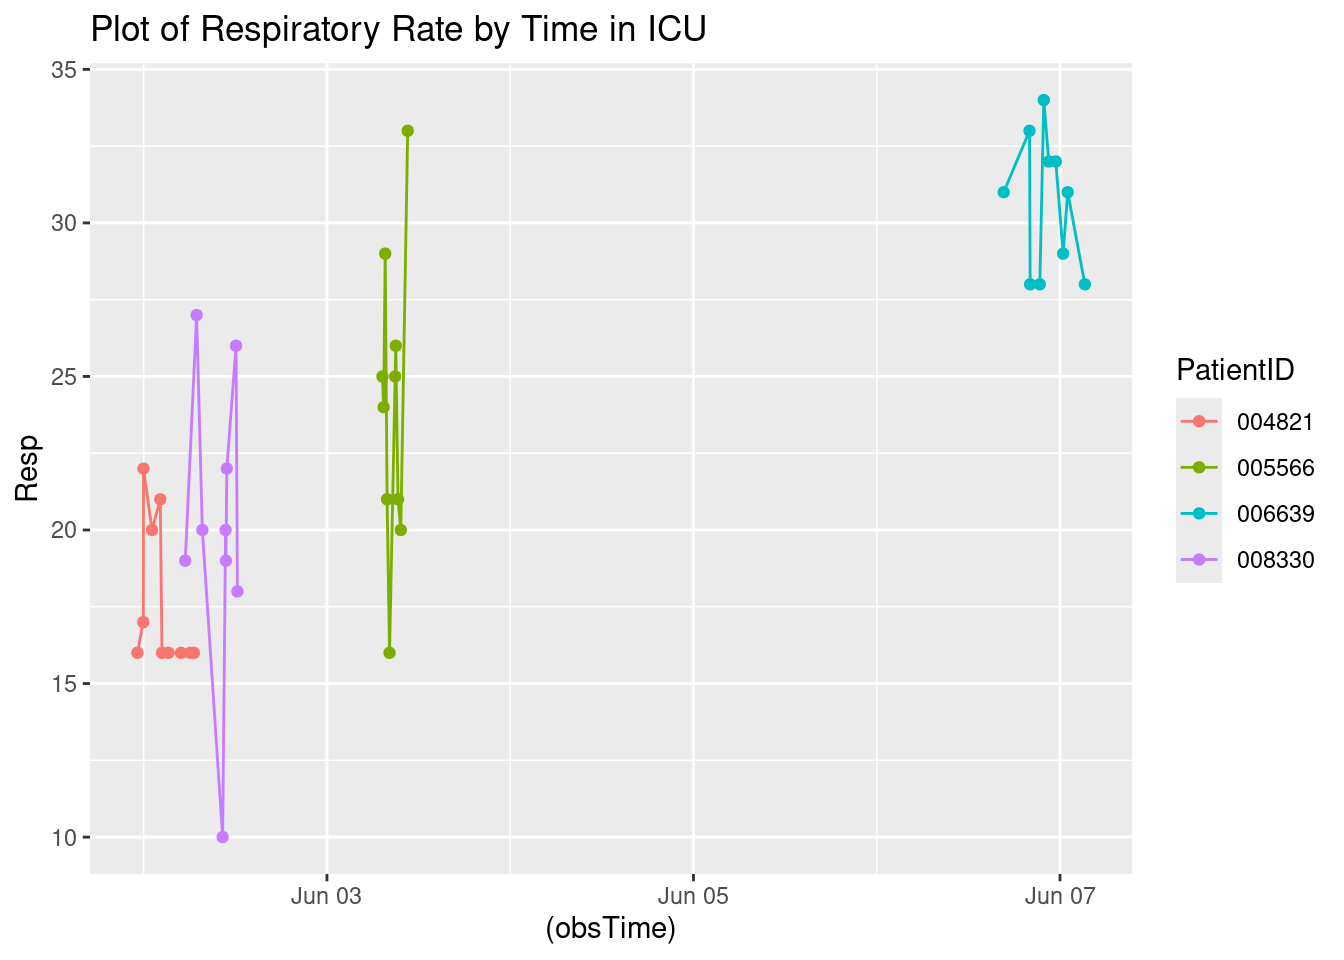 Plot of Respiratory Rate by Time in ICU
35
30
25
20
15
10
Resp
Jun 03
Jun 05
Jun 07
(obsTime)
PatientID
004821
005566
006639
008330